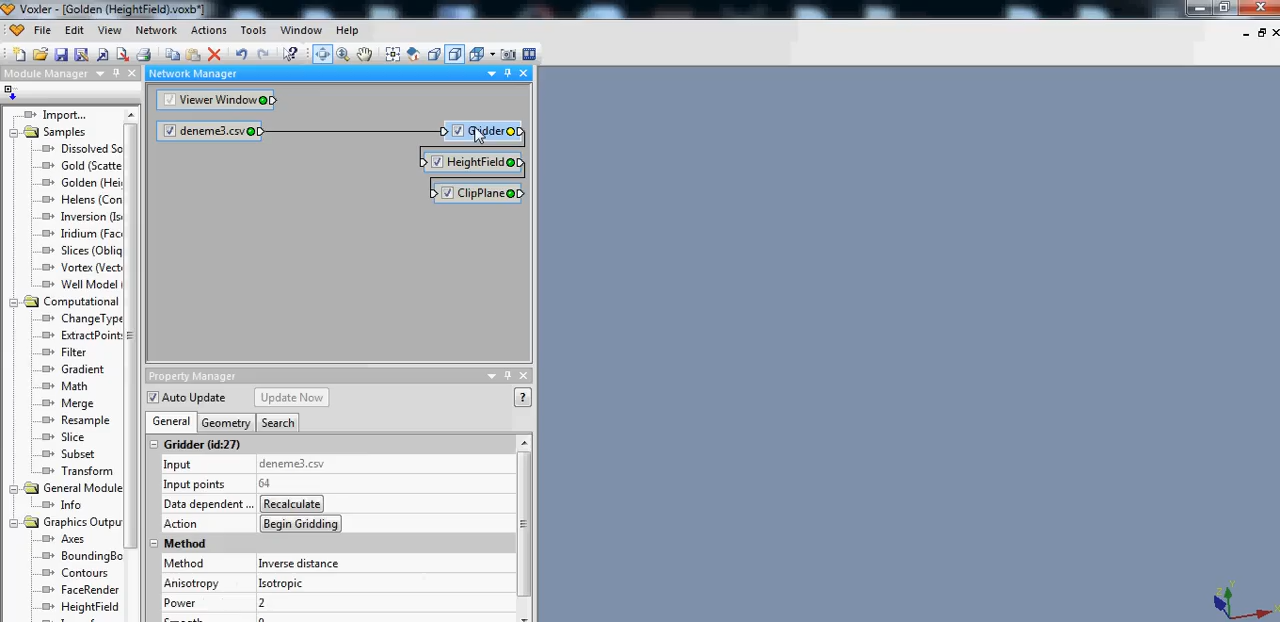 Voxler - [Golden (HeightField).voxb*]
File Edit View Network Actions Tools Window Help
Module Manager
Network Manager
Viewer Window
deneme3.csv
Gridder
HeightField
ClipPlane
Import...
Samples
Dissolved So
Gold (Scatte
Golden (Hei
Helens (Con
Inversion (Is
Iridium (Face
Slices (Obliq
Vortex (Vect
Well Model (
Computational
ChangeType
ExtractPoints
Filter
Gradient
Math
Merge
Resample
Slice
Subset
Transform
General Module
Info
Graphics Outpu
Axes
BoundingBo
Contours
FaceRender
HeightField
Property Manager
Auto Update Update Now ?
General Geometry Search
Gridder (id:27)
Input deneme3.csv
Input points 64
Data dependent ... Recalculate
Action Begin Gridding
Method
Method Inverse distance
Anisotropy Isotropic
Power 2